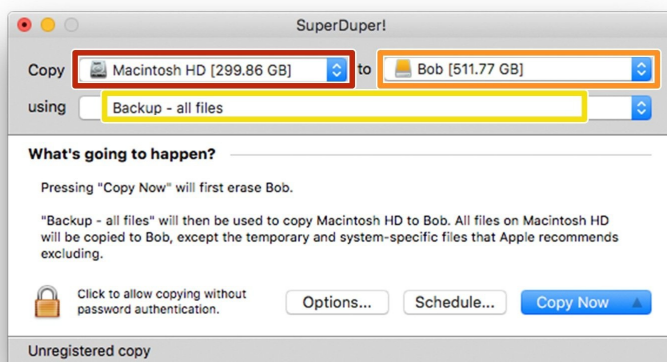 SuperDuper!
Copy Macintosh HD [299.86 GB] to Bob [511.77 GB]
using Backup - all files
What's going to happen?
Pressing "Copy Now" will first erase Bob.
"Backup - all files" will then be used to copy Macintosh HD to Bob. All files on Macintosh HD
will be copied to Bob, except the temporary and system-specific files that Apple recommends
excluding.
Click to allow copying without
password authentication.
Options... Schedule... Copy Now
Unregistered copy